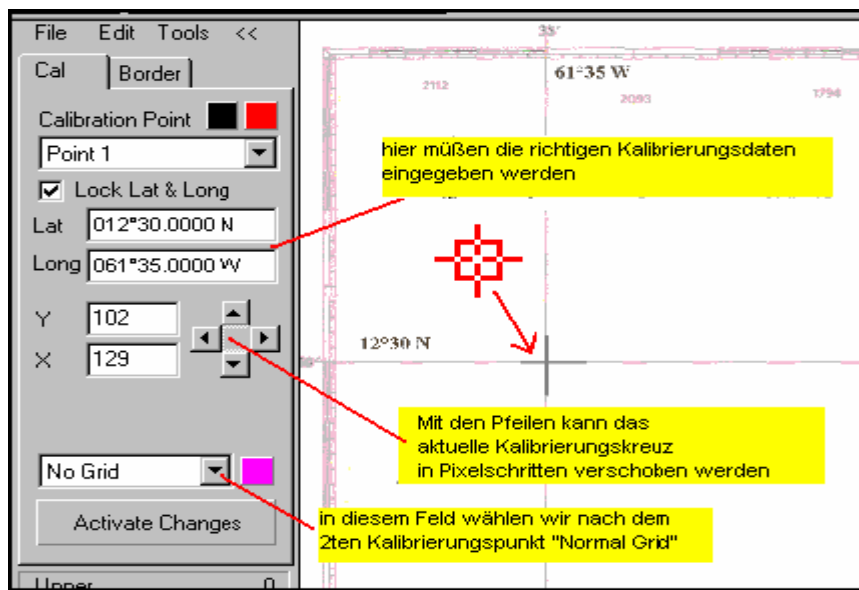 File Edit Tools <<
Cal Border
Calibration Point
Point 1
Lock Lat & Long
Lat 012°30.0000 N
Long 061°35.0000 W
Y 102
X 129
No Grid
Activate Changes
Upper 0
35'
61°35 W
2112
2093
1794
hier müßen die richtigen Kalibrierungsdaten
eingegeben werden
12°30 N
Mit den Pfeilen kann das
aktuelle Kalibrierungskreuz
in Pixelschritten verschoben werden
in diesem Feld wählen wir nach dem
2ten Kalibrierungspunkt "Normal Grid"